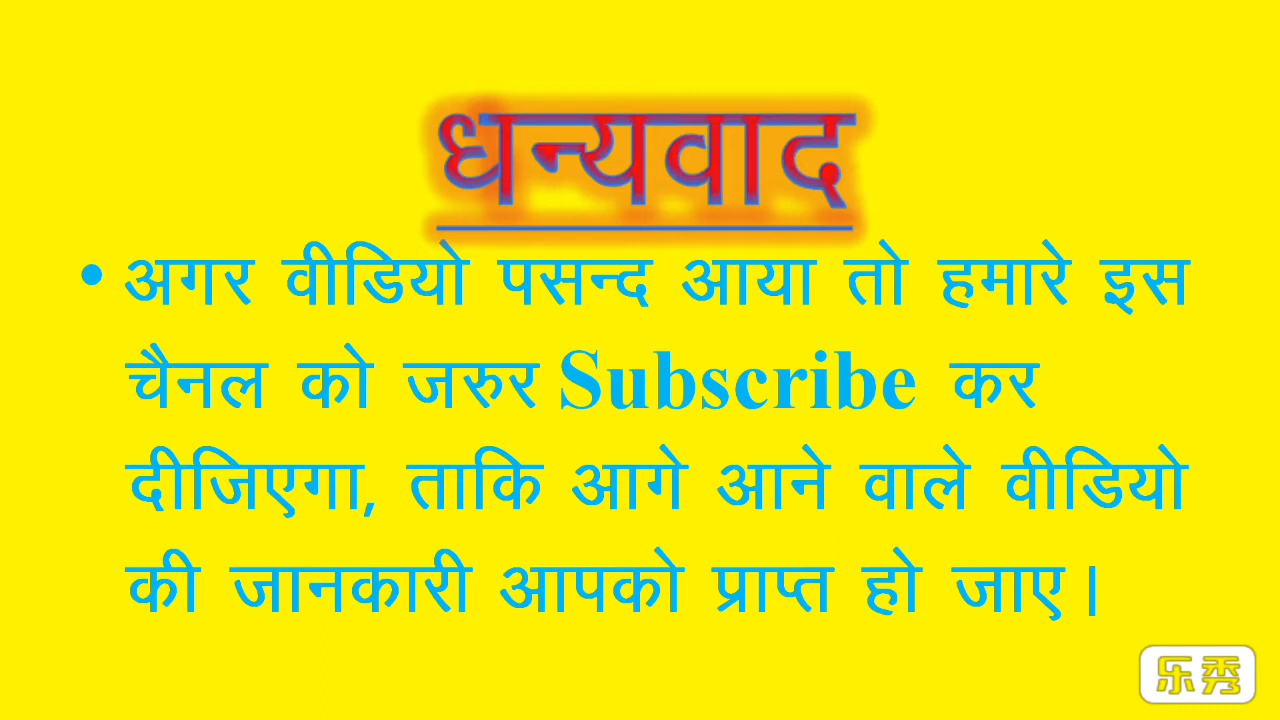 धन्यवाद
• अगर वीडियो पसन्द आया तो हमारे इस
चैनल को जरुर Subscribe कर
दीजिएगा, ताकि आगे आने वाले वीडियो
की जानकारी आपको प्राप्त हो जाए।
乐秀